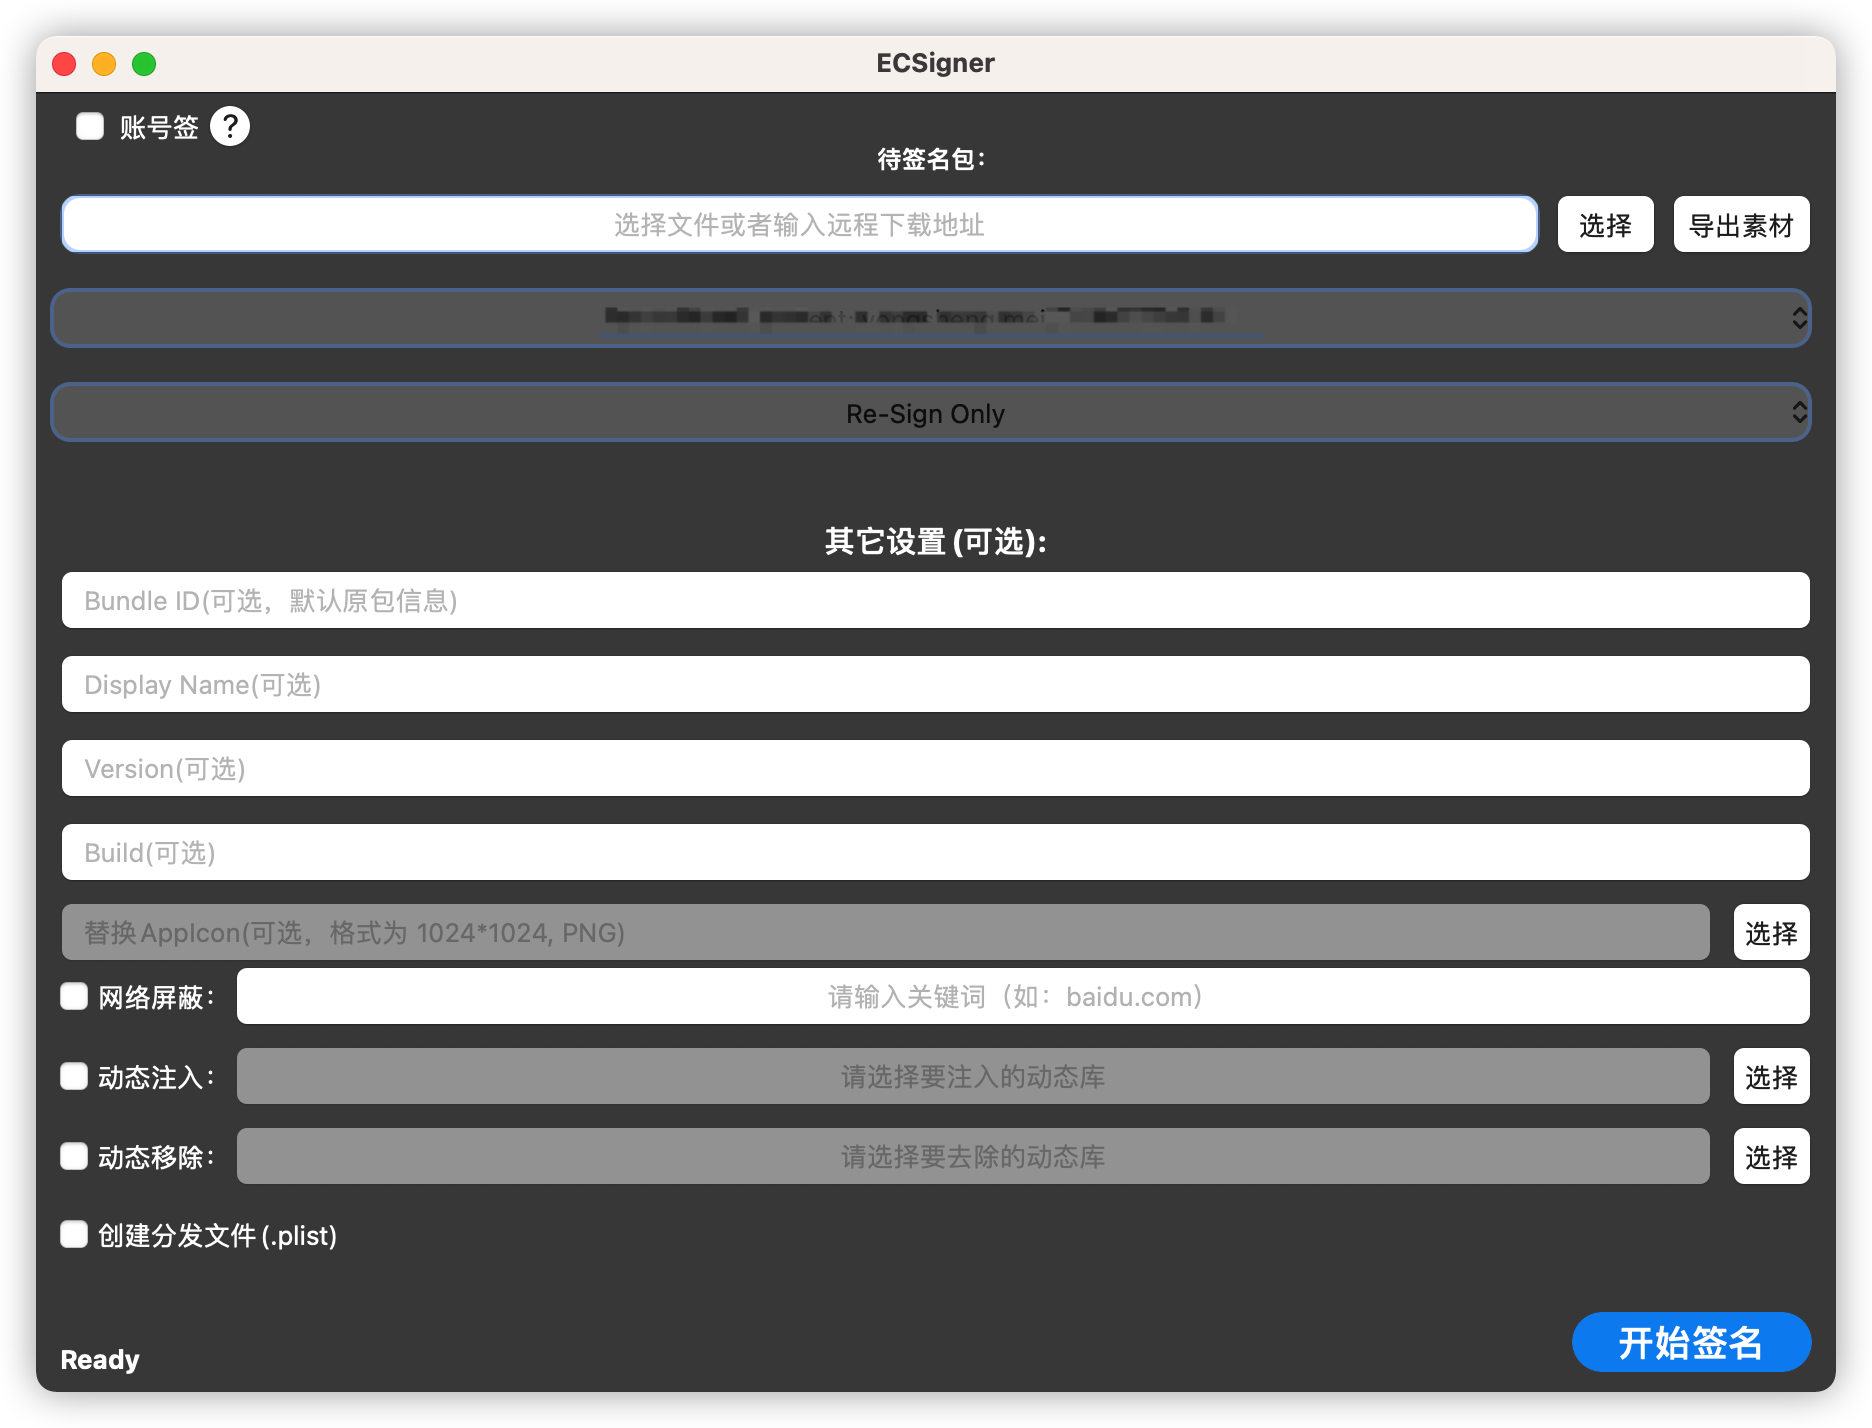 ECSigner
账号签 ?
待签名包：
选择文件或者输入远程下载地址 选择 导出素材
Re-Sign Only
其它设置(可选):
Bundle ID(可选，默认原包信息)
Display Name(可选)
Version(可选)
Build(可选)
替换AppIcon(可选，格式为 1024*1024, PNG) 选择
网络屏蔽： 请输入关键词（如：baidu.com）
动态注入： 请选择要注入的动态库 选择
动态移除： 请选择要去除的动态库 选择
创建分发文件(.plist)
Ready 开始签名